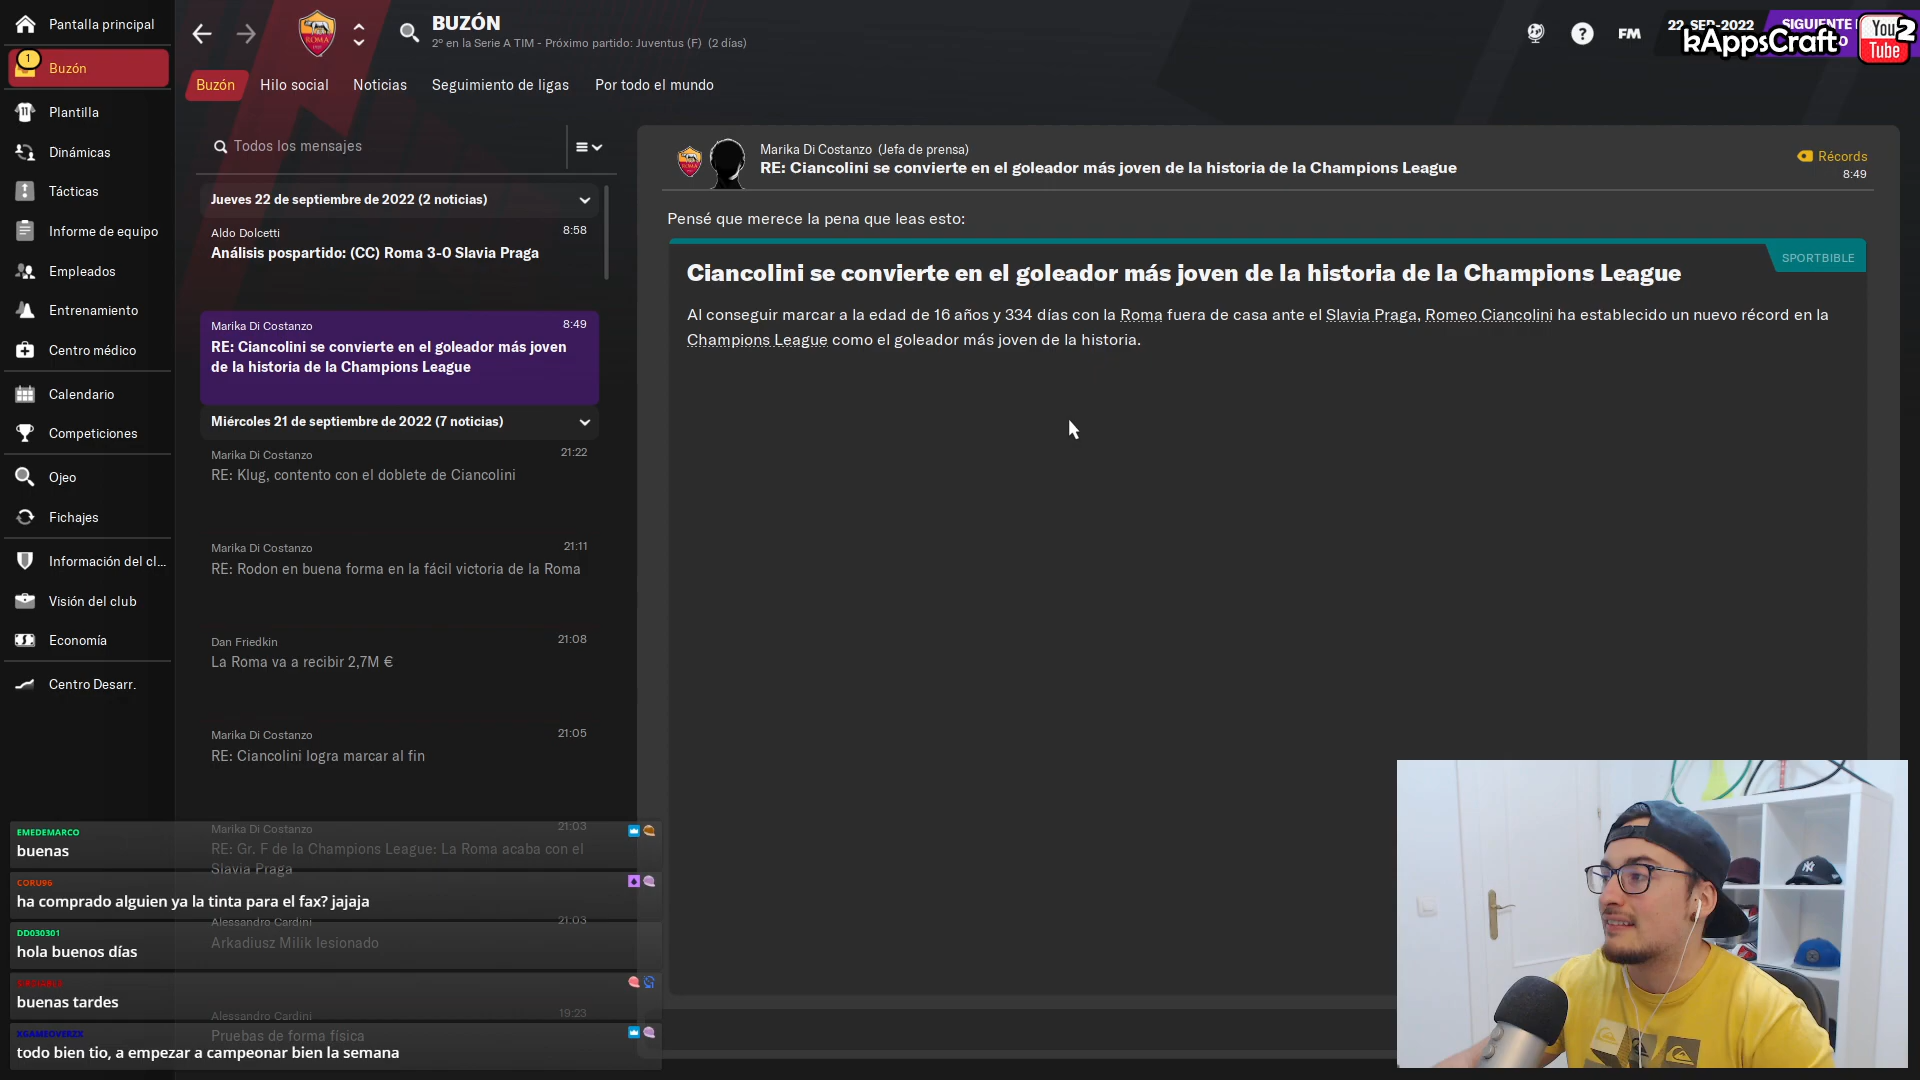 Pantalla principal
1
Buzón
Plantilla
Dinámicas
Tácticas
Informe de equipo
Empleados
Entrenamiento
Centro médico
Calendario
Competiciones
Ojeo
Fichajes
Información del cl...
Visión del club
Economía
Centro Desarr.
BUZÓN
2º en la Serie A TIM - Próximo partido: Juventus (F) (2 días)
FM
22 SEP-2022
SIGUIENTE
kAppsCraft
You2
Tube
Buzón
Hilo social
Noticias
Seguimiento de ligas
Por todo el mundo
Todos los mensajes
Jueves 22 de septiembre de 2022 (2 noticias)
Aldo Dolcetti
8:58
Análisis pospartido: (CC) Roma 3-0 Slavia Praga
Marika Di Costanzo
8:49
RE: Ciancolini se convierte en el goleador más joven
de la historia de la Champions League
Miércoles 21 de septiembre de 2022 (7 noticias)
Marika Di Costanzo
21:22
RE: Klug, contento con el doblete de Ciancolini
Marika Di Costanzo
21:11
RE: Rodon en buena forma en la fácil victoria de la Roma
Dan Friedkin
21:08
La Roma va a recibir 2,7M €
Marika Di Costanzo
21:05
RE: Ciancolini logra marcar al fin
Marika Di Costanzo
21:03
RE: Gr. F de la Champions League: La Roma acaba con el
Slavia Praga
Alessandro Cardini
21:03
Arkadiusz Milik lesionado
Alessandro Cardini
19:23
Pruebas de forma física
Marika Di Costanzo (Jefa de prensa)
RE: Ciancolini se convierte en el goleador más joven de la historia de la Champions League
Récords
8:49
Pensé que merece la pena que leas esto:
SPORTBIBLE
Ciancolini se convierte en el goleador más joven de la historia de la Champions League
Al conseguir marcar a la edad de 16 años y 334 días con la Roma fuera de casa ante el Slavia Praga, Romeo Ciancolini ha establecido un nuevo récord en la
Champions League como el goleador más joven de la historia.
EMEDEMARCO
buenas
CORU96
ha comprado alguien ya la tinta para el fax? jajaja
DD030301
hola buenos días
buenas tardes
XGAMEOVERZX
todo bien tio, a empezar a campeonar bien la semana